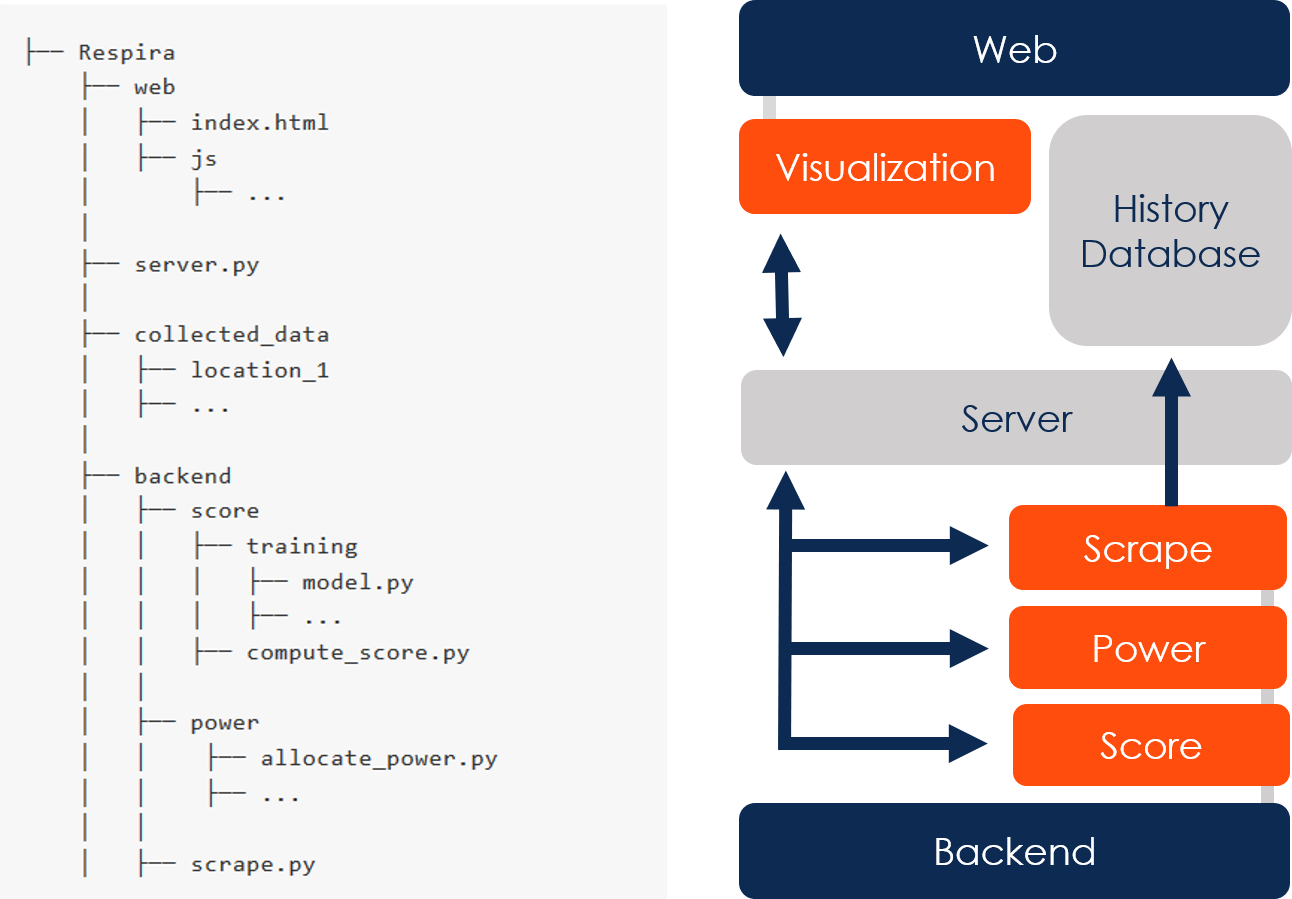 ├── Respira
    ├── web
    │   ├── index.html
    │   ├── js
    │       ├── ...
    │
    ├── server.py
    │
    ├── collected_data
    │   ├── location_1
    │   ├── ...
    │
    ├── backend
    │   ├── score
    │   │   ├── training
    │   │   │   ├── model.py
    │   │   │   ├── ...
    │   │   ├── compute_score.py
    │   │
    │   ├── power
    │   │    ├── allocate_power.py
    │   │    ├── ...
    │   │
    │   ├── scrape.py
Web
Visualization
History
Database
Server
Scrape
Power
Score
Backend